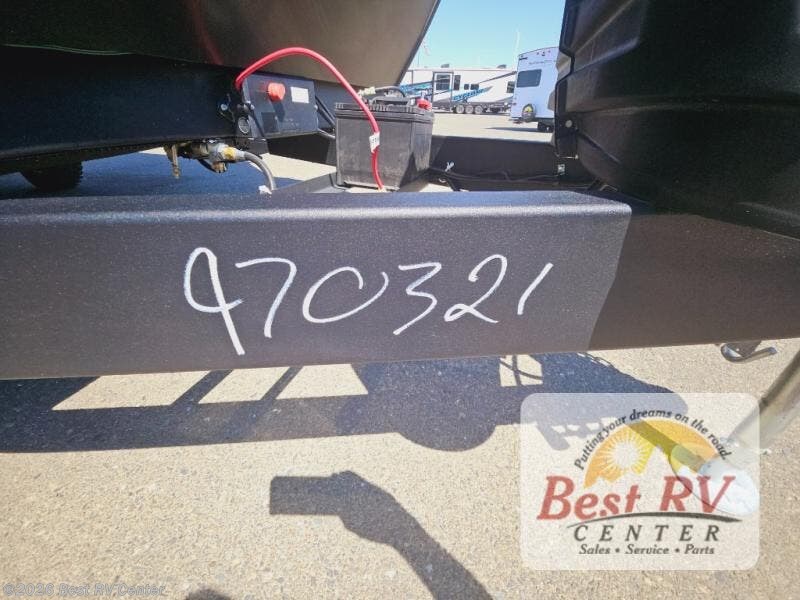 970321
Putting your dreams on the road
Best RV
CENTER
Sales • Service • Parts
©2026 Best RV Center